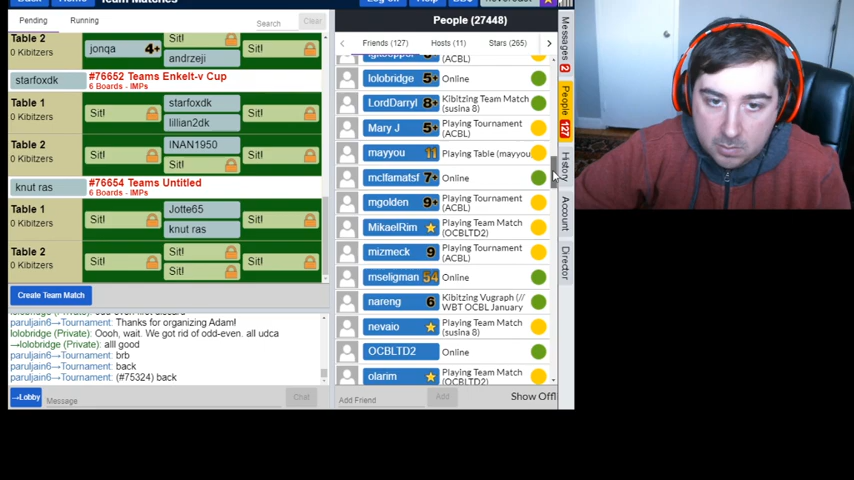 Team Matches
Pending Running Search Clear
Table 2
0 Kibitzers
jonqa 4+
Sit!
andrzeji
Sit!
starfoxdk
#76652 Teams Enkelt-v Cup
6 Boards - IMPs
Table 1
0 Kibitzers
Sit!
starfoxdk
lillian2dk
Sit!
Table 2
0 Kibitzers
Sit!
INAN1950
Sit!
Sit!
knut ras
#76654 Teams Untitled
6 Boards - IMPs
Table 1
0 Kibitzers
Sit!
Jotte65
knut ras
Sit!
Table 2
0 Kibitzers
Sit!
Sit!
Sit!
Sit!
Create Team Match
paruljain6→Tournament: Thanks for organizing Adam!
lolobridge (Private): Oooh, wait. We got rid of odd-even. all udca
→lolobridge (Private): alll good
paruljain6→Tournament: brb
paruljain6→Tournament: back
paruljain6→Tournament: (#75324) back
→Lobby Message Chat
People (27448)
Friends (127) Hosts (11) Stars (265)
(ACBL)
lolobridge 5+ Online
LordDarryl 8+ Kibitzing Team Match
(susina 8)
Mary J 5+ Playing Tournament
(ACBL)
mayyou 11 Playing Table (mayyou
mclfamatsf 7+ Online
mgolden 9+ Playing Tournament
(ACBL)
MikaelRim Playing Team Match
(OCBLTD2)
mizmeck 9 Playing Tournament
(ACBL)
mseligman 54 Online
nareng 6 Kibitzing Vugraph (//
WBT OCBL January
nevaio Playing Team Match
(susina 8)
OCBLTD2 Online
olarim Playing Team Match
(OCBLTD2)
Add Friend Add Show Offl
Messages 2
People 127
History
Account
Director